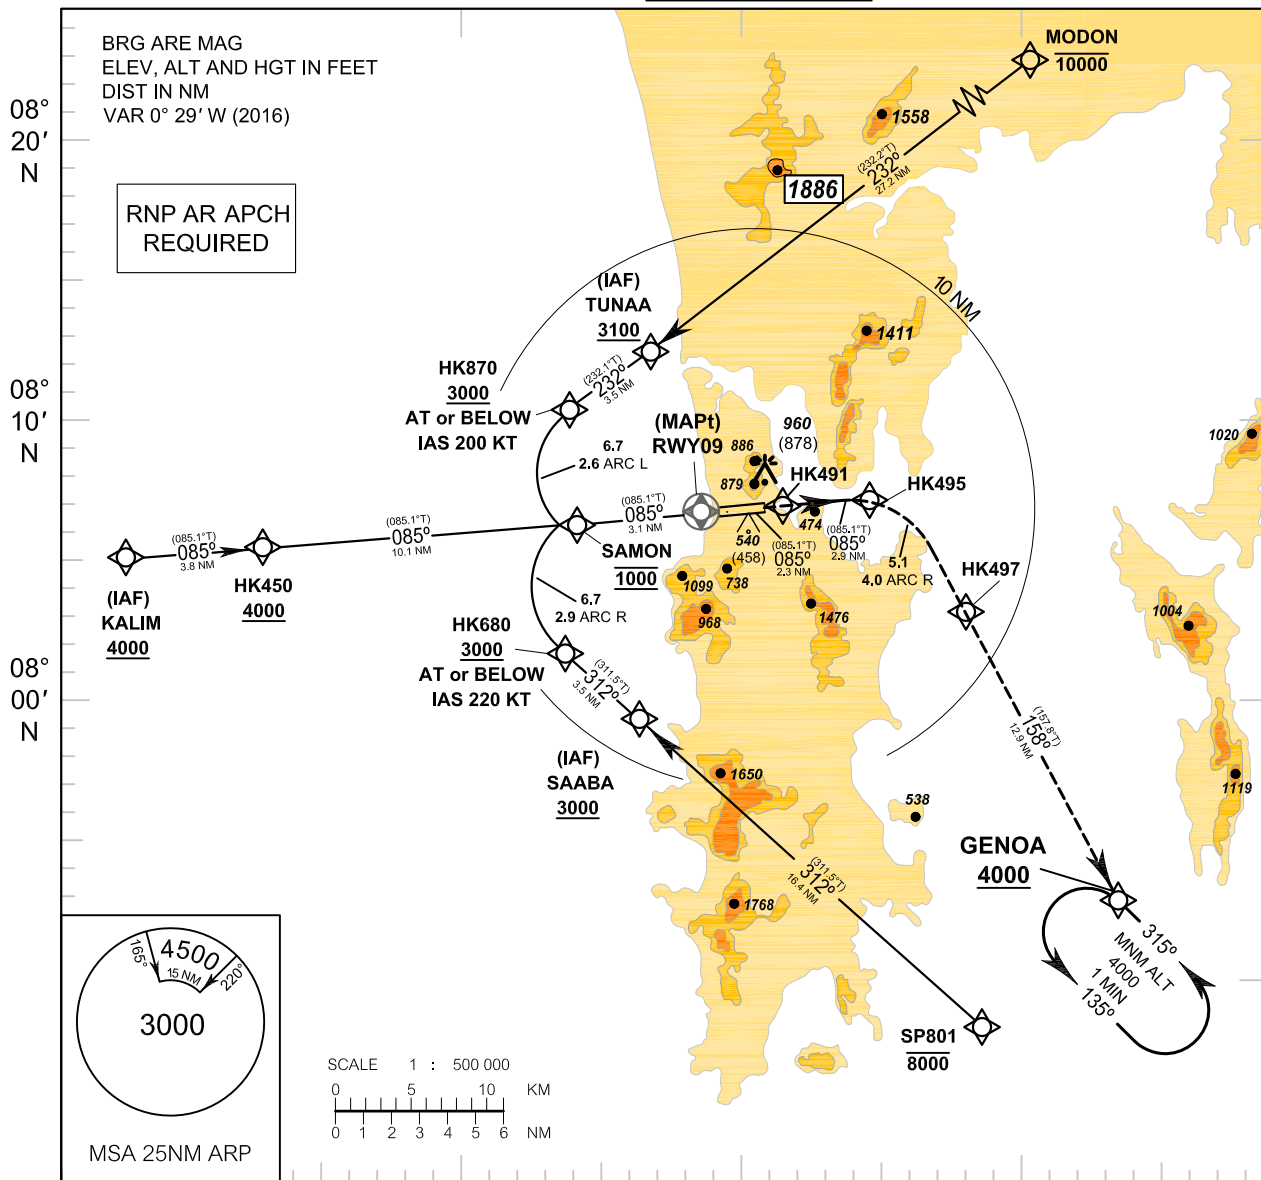 BRG ARE MAG
ELEV, ALT AND HGT IN FEET
DIST IN NM
VAR 0° 29′ W (2016)
RNP AR APCH
REQUIRED
08°
20′
N
08°
10′
N
08°
00′
N
MODON
10000
1558
1886
(232.2°T)
232°
27.2 NM
(IAF)
TUNAA
3100
10 NM
1411
HK870
3000
AT or BELOW
IAS 200 KT
(232.1°T)
232°
3.5 NM
6.7
2.6 ARC L
(MAPt)
RWY09
886
879
960
(878)
HK491
HK495
1020
(085.1°T)
085°
3.8 NM
(085.1°T)
085°
10.1 NM
(085.1°T)
085°
3.1 NM
474
540
(458)
(085.1°T)
085°
2.3 NM
(085.1°T)
085°
2.9 NM
5.1
4.0 ARC R
HK497
(IAF)
KALIM
4000
HK450
4000
SAMON
1000
1099
738
968
1476
1004
6.7
2.9 ARC R
HK680
3000
AT or BELOW
IAS 220 KT
(311.5°T)
312°
3.5 NM
(IAF)
SAABA
3000
1650
538
(157.8°T)
158°
12.9 NM
1119
GENOA
4000
(311.5°T)
312°
16.4 NM
1768
315°
MNM ALT
4000
1 MIN
135°
SP801
8000
165°
4500
15 NM
220°
3000
MSA 25NM ARP
SCALE 1 : 500 000
0 5 10 KM
0 1 2 3 4 5 6 NM